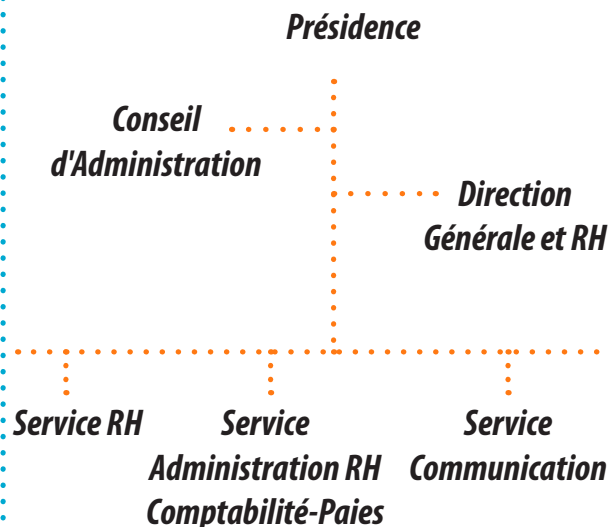 Présidence
Conseil
d'Administration
Direction
Générale et RH
Service RH
Service
Administration RH
Comptabilité-Paies
Service
Communication